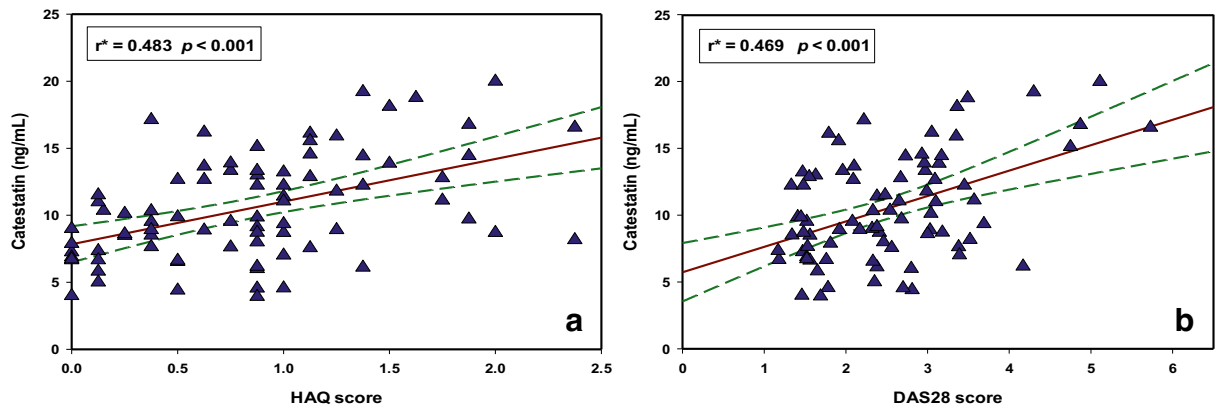 25
r* = 0.483 p < 0.001
20
15
10
5
0
Catestatin (ng/mL)
0.0 0.5 1.0 1.5 2.0 2.5
HAQ score
a
25
r* = 0.469 p < 0.001
20
15
10
5
0
Catestatin (ng/mL)
0 1 2 3 4 5 6
DAS28 score
b